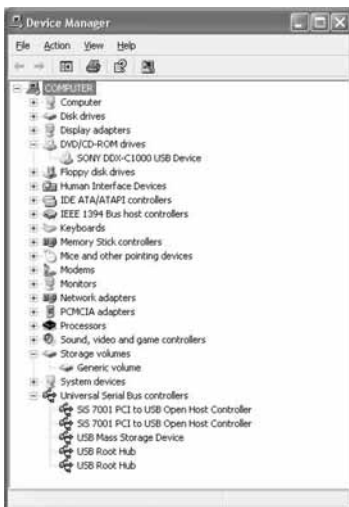 Device Manager
File Action View Help
COMPUTER
Computer
Disk drives
Display adapters
DVD/CD-ROM drives
SONY DDX-C1000 USB Device
Floppy disk drives
Human Interface Devices
IDE ATA/ATAPI controllers
IEEE 1394 Bus host controllers
Keyboards
Memory Stick controllers
Mice and other pointing devices
Modems
Monitors
Network adapters
PCMCIA adapters
Processors
Sound, video and game controllers
Storage volumes
Generic volume
System devices
Universal Serial Bus controllers
SiS 7001 PCI to USB Open Host Controller
SiS 7001 PCI to USB Open Host Controller
USB Mass Storage Device
USB Root Hub
USB Root Hub